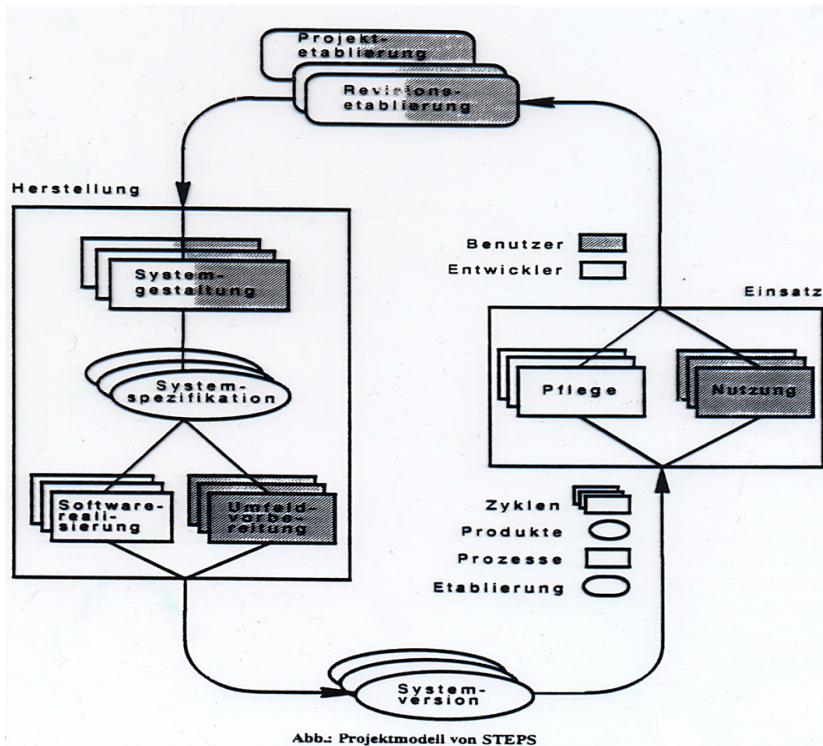 Projekt-
etablierung
Revisions-
etablierung
Herstellung
System-
gestaltung
System-
spezifikation
Software-
reali-
sierung
Umfeld-
vorbe-
reitung
Benutzer
Entwickler
Einsatz
Pflege
Nutzung
Zyklen
Produkte
Prozesse
Etablierung
System-
version
Abb.: Projektmodell von STEPS